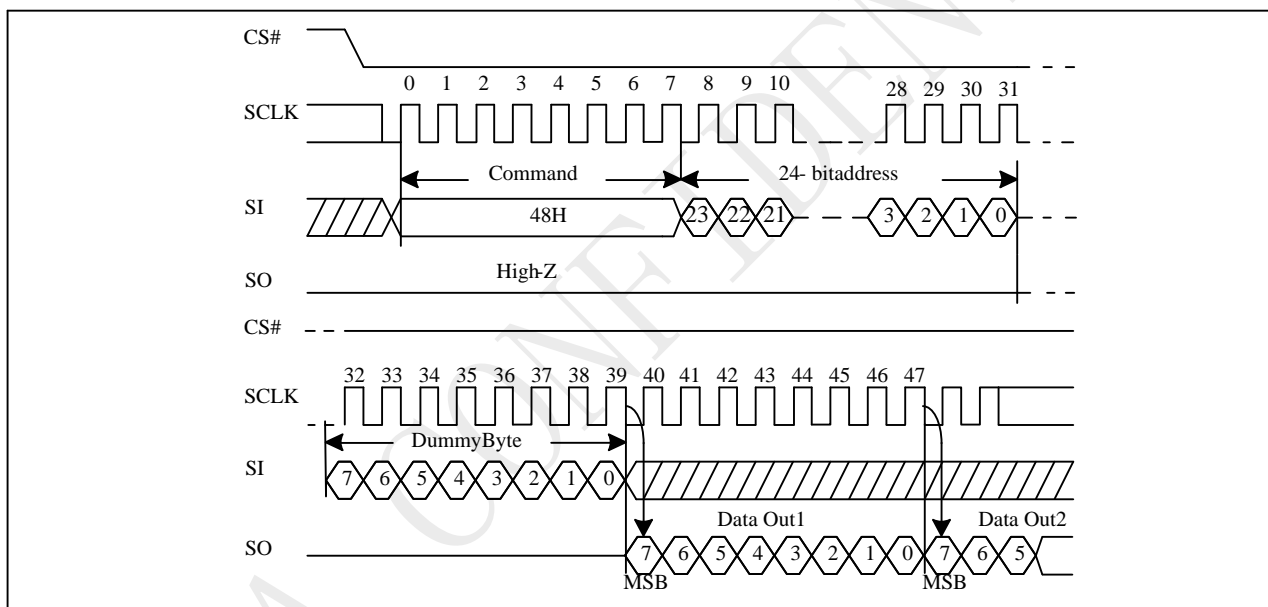 CS#
0 1 2 3 4 5 6 7 8 9 10 28 29 30 31
SCLK
Command 24- bitaddress
SI 48H 23 22 21 3 2 1 0
High-Z
SO
CS#
32 33 34 35 36 37 38 39 40 41 42 43 44 45 46 47
SCLK
DummyByte
SI 7 6 5 4 3 2 1 0
Data Out1 Data Out2
SO 7 6 5 4 3 2 1 0 7 6 5
MSB MSB